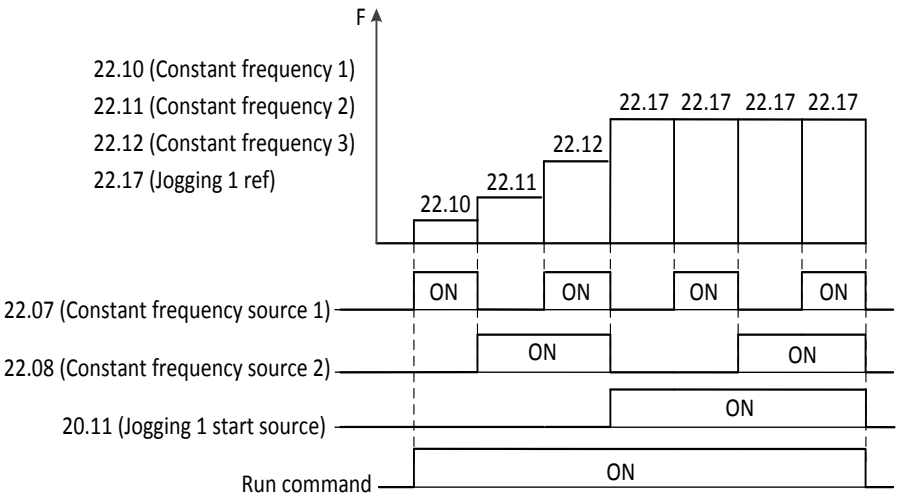 F
22.10 (Constant frequency 1)
22.11 (Constant frequency 2)
22.12 (Constant frequency 3)
22.17 (Jogging 1 ref)
22.17 22.17 22.17 22.17
22.12
22.11
22.10
22.07 (Constant frequency source 1)
ON ON ON ON
22.08 (Constant frequency source 2)
ON ON
20.11 (Jogging 1 start source)
ON
Run command
ON